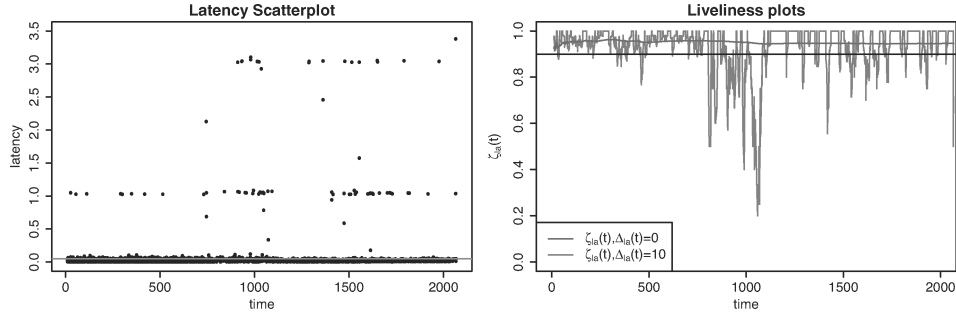 Latency Scatterplot
latency
3.5
3.0
2.5
2.0
1.5
1.0
0.5
0.0
0 500 1000 1500 2000
time
Liveliness plots
ζla(t)
1.0
0.8
0.6
0.4
0.2
0.0
ζla(t),Δla(t)=0
ζla(t),Δla(t)=10
0 500 1000 1500 2000
time